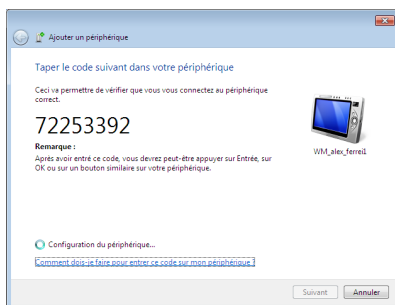 Ajouter un périphérique
Taper le code suivant dans votre périphérique
Ceci va permettre de vérifier que vous vous connectez au périphérique
correct.
72253392
Remarque :
Après avoir entré ce code, vous devrez peut-être appuyer sur Entrée, sur
OK ou sur un bouton similaire sur votre périphérique.
WM_alex_ferrei1
Configuration du périphérique...
Comment dois-je faire pour entrer ce code sur mon périphérique ?
Suivant
Annuler